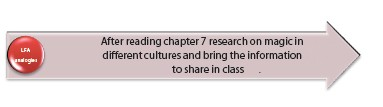 LFA
analogies
After reading chapter 7 research on magic in
different cultures and bring the information
to share in class .